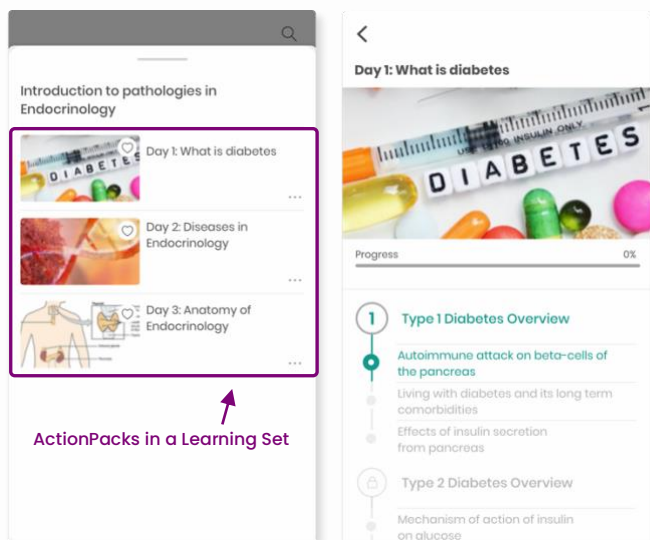 Introduction to pathologies in
Endocrinology
DIABETES
Day 1: What is diabetes
...
Day 2: Diseases in
Endocrinology
...
Day 3: Anatomy of
Endocrinology
...
ActionPacks in a Learning Set
Day 1: What is diabetes
INSULIN ONLY
DIABETES
Progress
0%
1
Type 1 Diabetes Overview
Autoimmune attack on beta-cells of
the pancreas
Living with diabetes and its long term
comorbidities
Effects of insulin secretion
from pancreas
Type 2 Diabetes Overview
Mechanism of action of insulin
on glucose